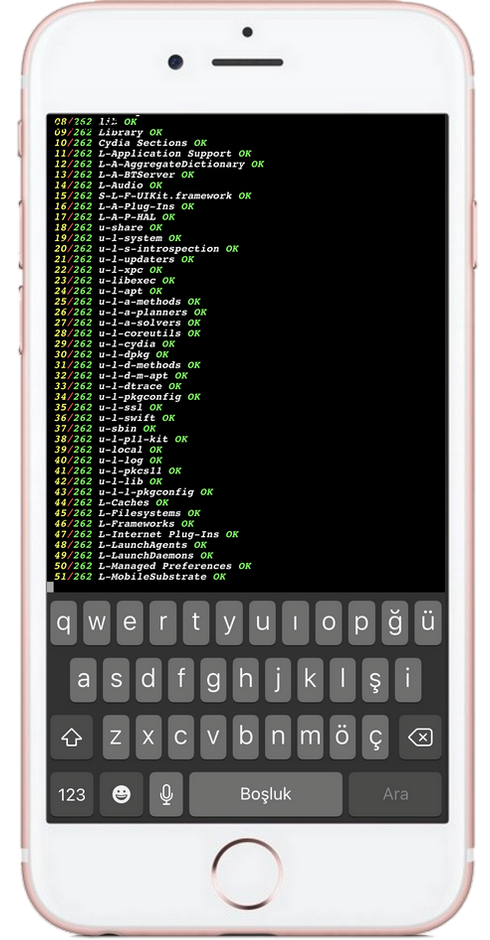 08/262 OK
09/262 Library OK
10/262 Cydia Sections OK
11/262 L-Application Support OK
12/262 L-A-AggregateDictionary OK
13/262 L-A-BTServer OK
14/262 L-Audio OK
15/262 S-L-F-UIKit.framework OK
16/262 L-A-Plug-Ins OK
17/262 L-A-P-HAL OK
18/262 u-share OK
19/262 u-l-system OK
20/262 u-l-s-introspection OK
21/262 u-l-updaters OK
22/262 u-l-xpc OK
23/262 u-libexec OK
24/262 u-l-apt OK
25/262 u-l-a-methods OK
26/262 u-l-a-planners OK
27/262 u-l-a-solvers OK
28/262 u-l-coreutils OK
29/262 u-l-cydia OK
30/262 u-l-dpkg OK
31/262 u-l-d-methods OK
32/262 u-l-d-m-apt OK
33/262 u-l-dtrace OK
34/262 u-l-pkgconfig OK
35/262 u-l-ssl OK
36/262 u-l-swift OK
37/262 u-sbin OK
38/262 u-l-p11-kit OK
39/262 u-local OK
40/262 u-l-log OK
41/262 u-l-pkcs11 OK
42/262 u-l-lib OK
43/262 u-l-l-pkgconfig OK
44/262 L-Caches OK
45/262 L-Filesystems OK
46/262 L-Frameworks OK
47/262 L-Internet Plug-Ins OK
48/262 L-LaunchAgents OK
49/262 L-LaunchDaemons OK
50/262 L-Managed Preferences OK
51/262 L-MobileSubstrate OK
q w e r t y u ı o p ğ ü
a s d f g h j k l ş i
z x c v b n m ö ç
123 Boşluk Ara